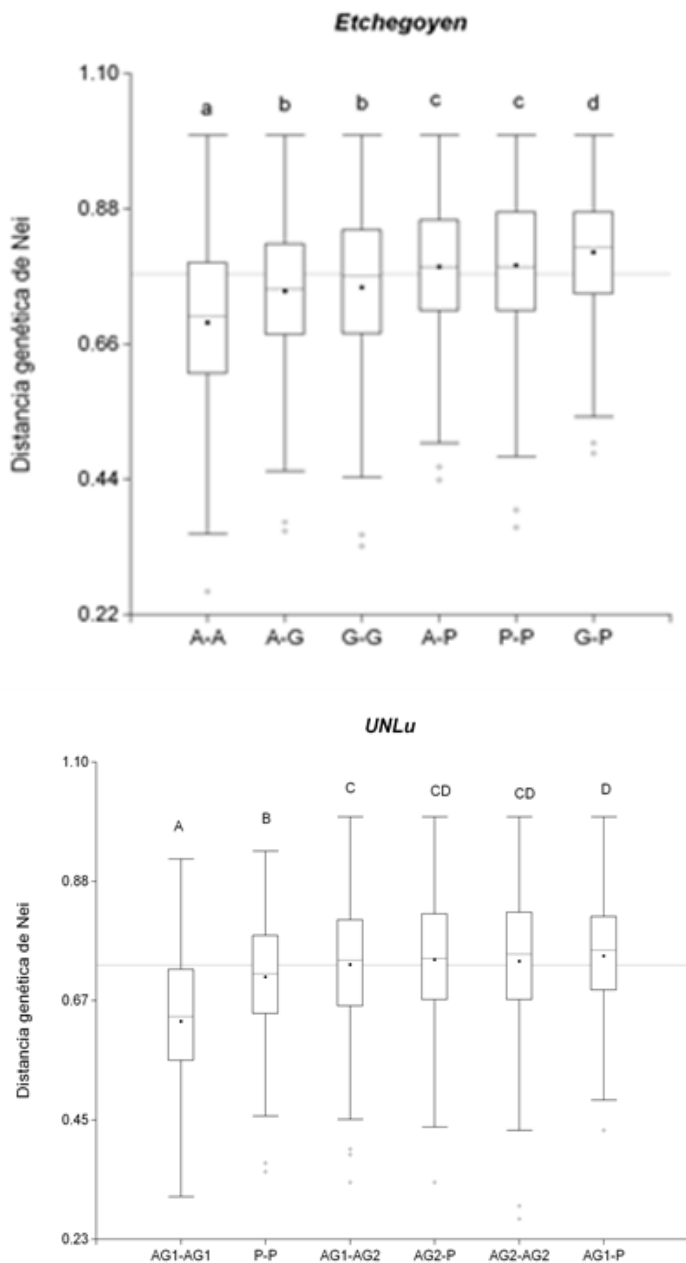 Etchegoyen
Distancia genética de Nei
1.10
0.88
0.66
0.44
0.22
a b b c c d
A-A A-G G-G A-P P-P G-P
UNLu
Distancia genética de Nei
1.10
0.88
0.67
0.45
0.23
A B C CD CD D
AG1-AG1 P-P AG1-AG2 AG2-P AG2-AG2 AG1-P